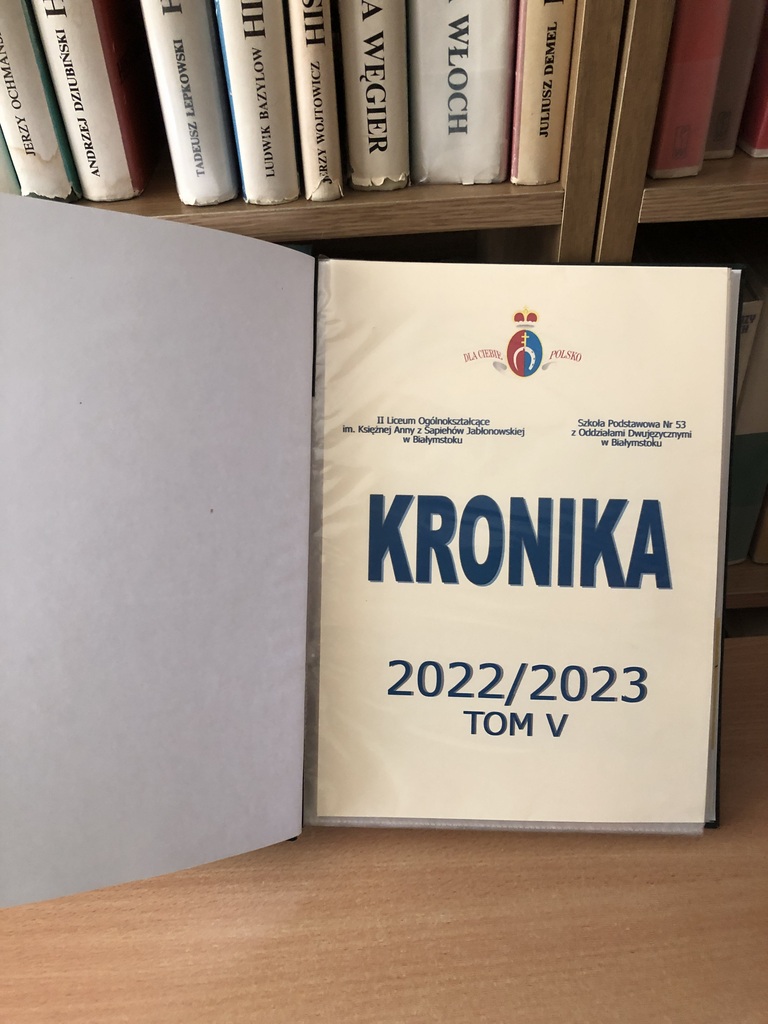 JERZY OCHMAŃSKI
ANDRZEJ DZIUBIŃSKI
TADEUSZ ŁEPKOWSKI
LUDWIK BAZYLOW
JERZY WOJTOWICZ
WĘGIER
WŁOCH
JULIUSZ DEMEL
DLA CIEBIE, POLSKO
II Liceum Ogólnokształcące
im. Księżnej Anny z Sapiehów Jabłonowskiej
w Białymstoku
Szkoła Podstawowa Nr 53
z Oddziałami Dwujęzycznymi
w Białymstoku
KRONIKA
2022/2023
TOM V